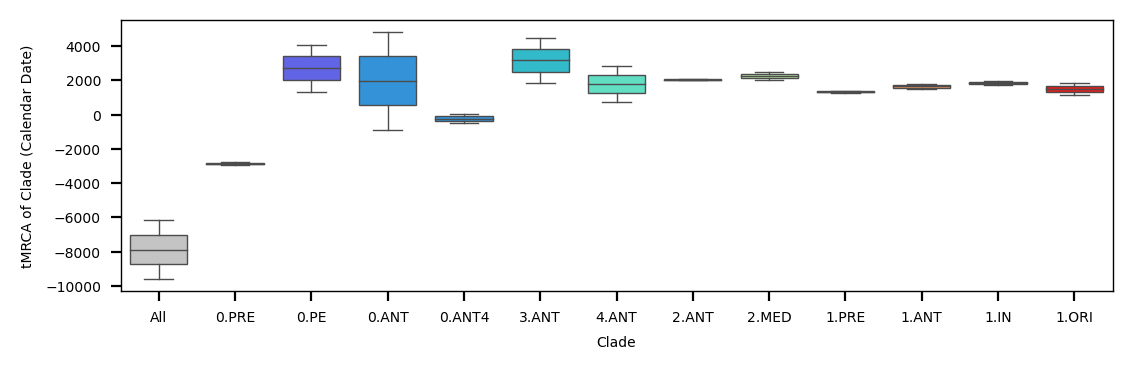 tMRCA of Clade (Calendar Date)
4000
2000
0
−2000
−4000
−6000
−8000
−10000
All 0.PRE 0.PE 0.ANT 0.ANT4 3.ANT 4.ANT 2.ANT 2.MED 1.PRE 1.ANT 1.IN 1.ORI
Clade